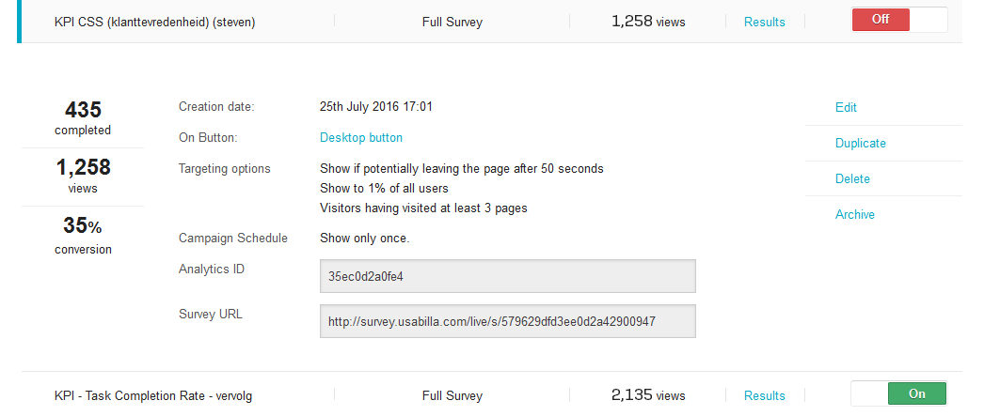 KPI CSS (klanttevredenheid) (steven) Full Survey 1,258 views Results Off
435
completed
1,258
views
35%
conversion
Creation date: 25th July 2016 17:01
On Button: Desktop button
Targeting options Show if potentially leaving the page after 50 seconds
Show to 1% of all users
Visitors having visited at least 3 pages
Campaign Schedule Show only once.
Analytics ID 35ec0d2a0fe4
Survey URL http://survey.usabilla.com/live/s/579629dfd3ee0d2a42900947
Edit
Duplicate
Delete
Archive
KPI - Task Completion Rate - vervolg Full Survey 2,135 views Results On